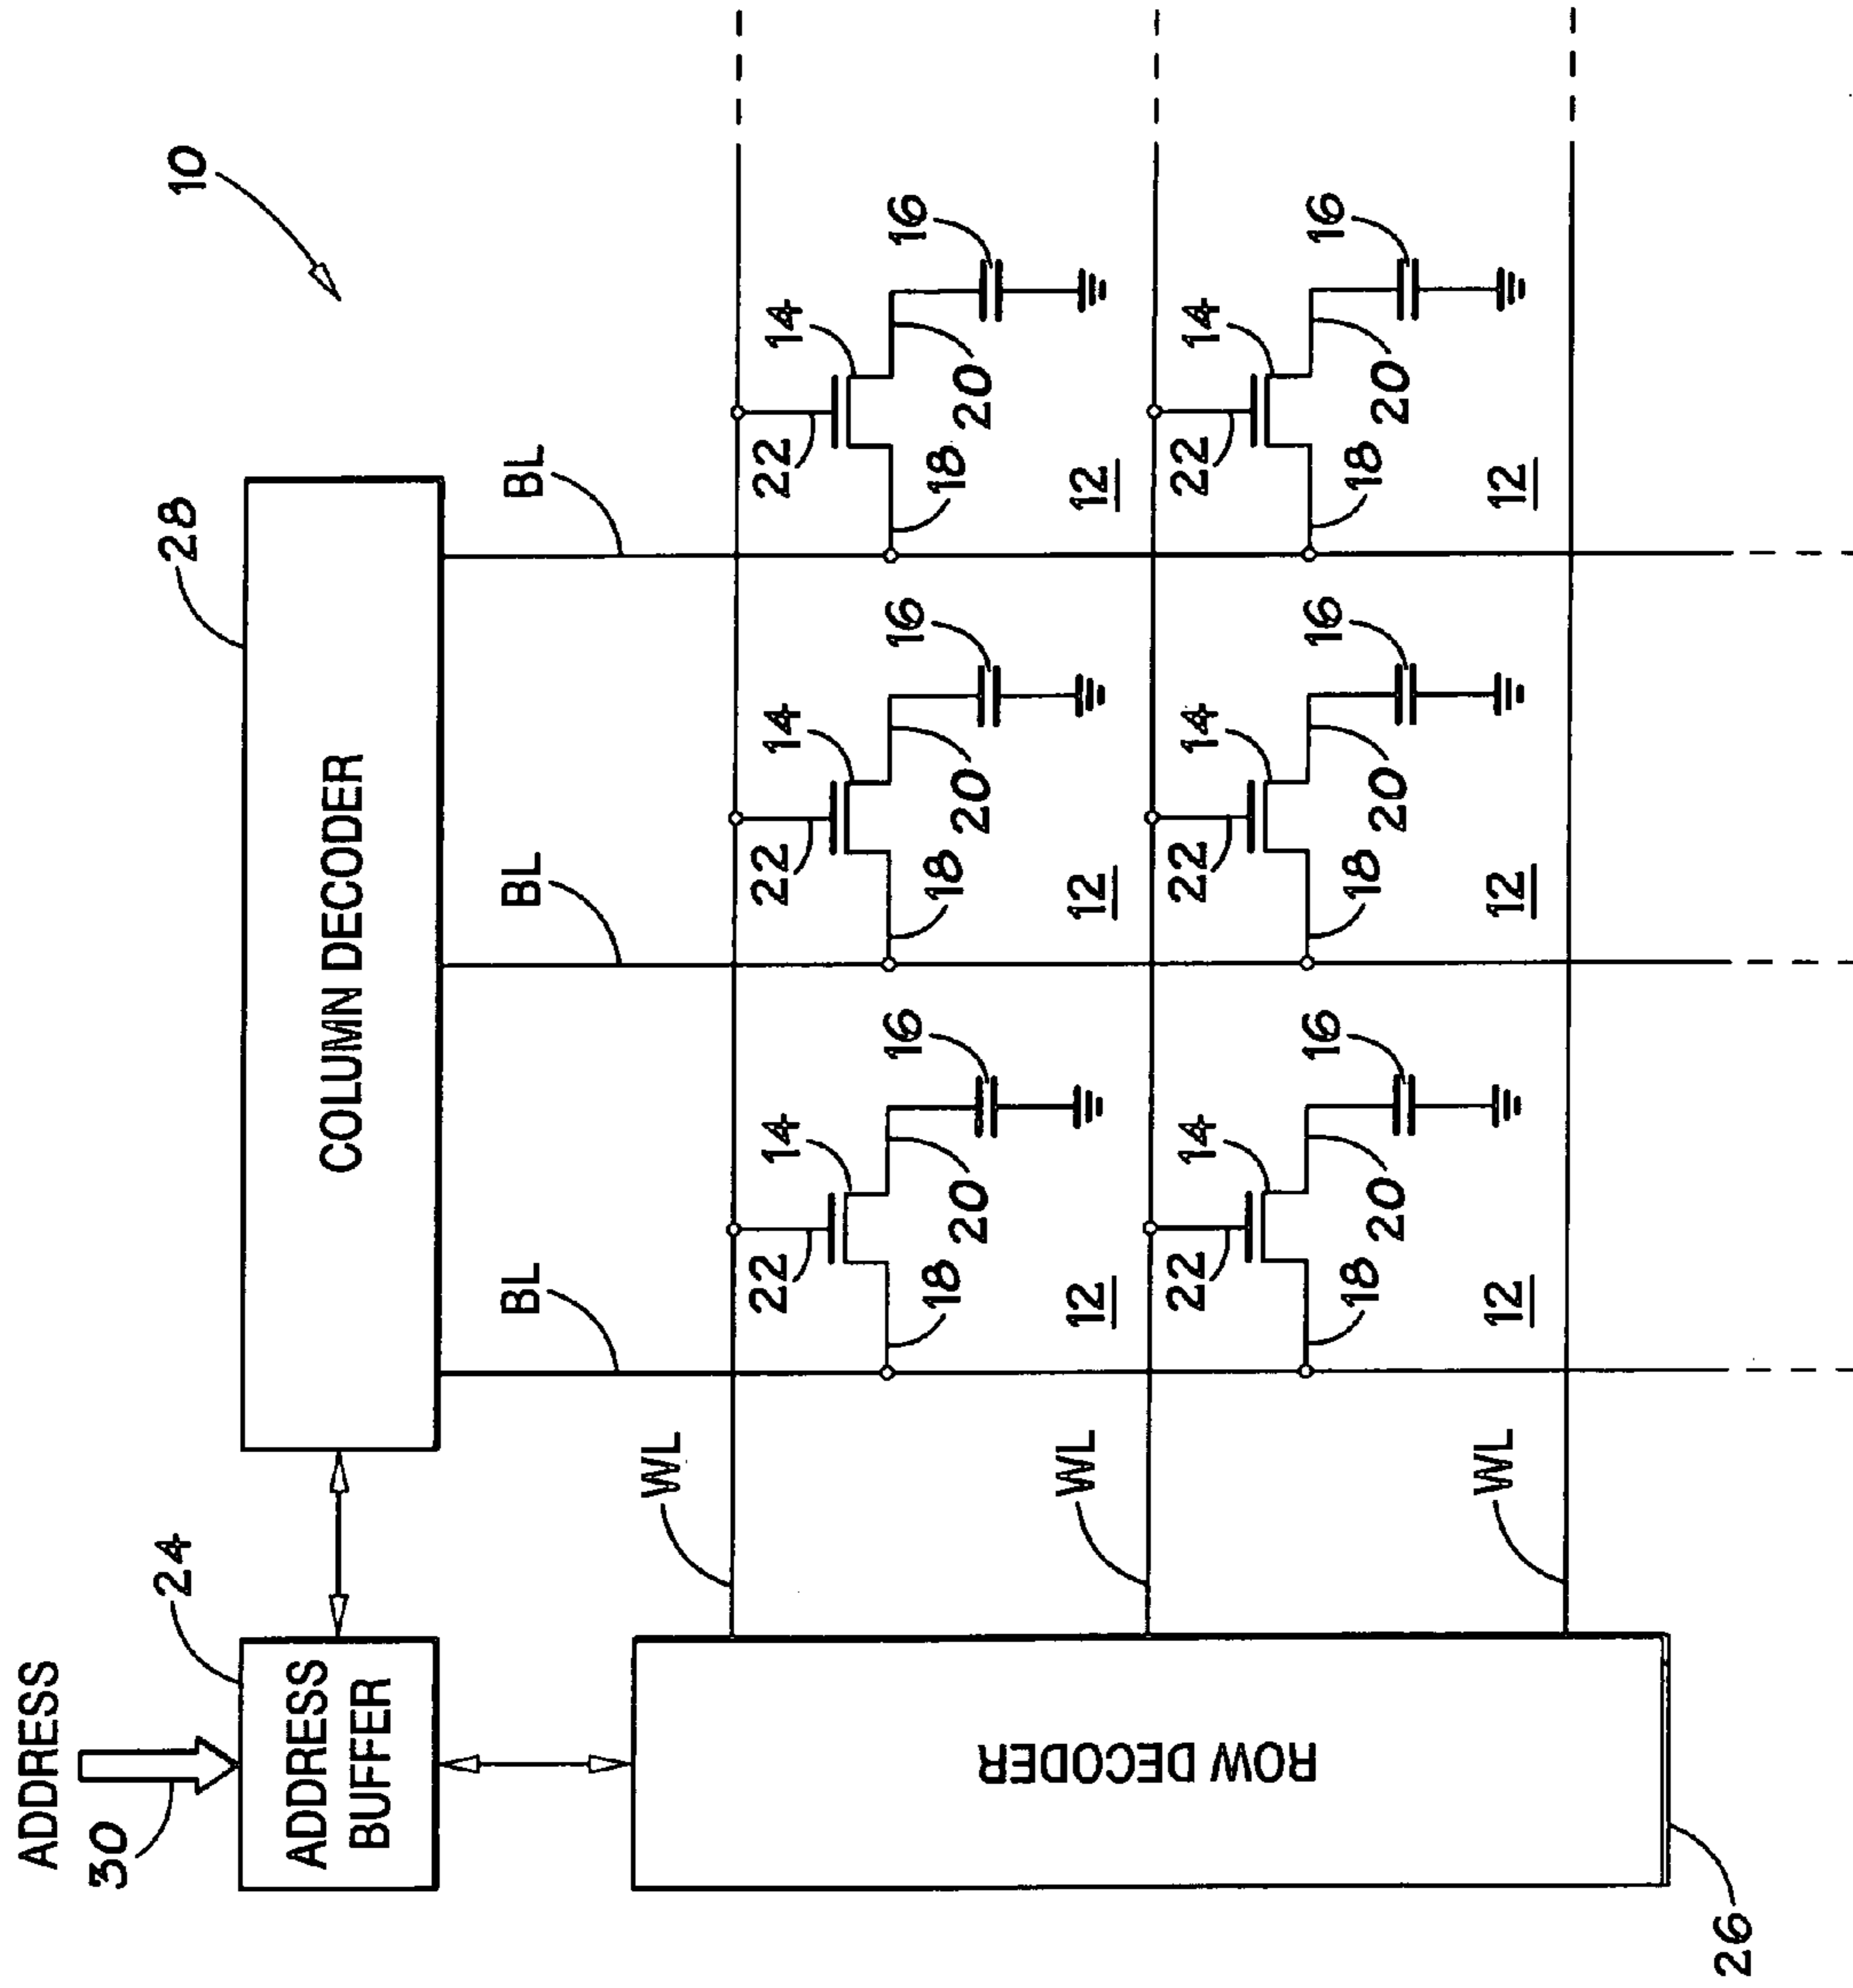 ADDRESS
30
24
28
10
ADDRESS
BUFFER
COLUMN DECODER
BL BL BL
WL
22 14 22 14 22 14
16 16 16
18 20 18 20 18 20
12 12 12
WL
ROW DECODER
22 14 22 14 22 14
16 16 16
18 20 18 20 18 20
WL
12 12 12
26